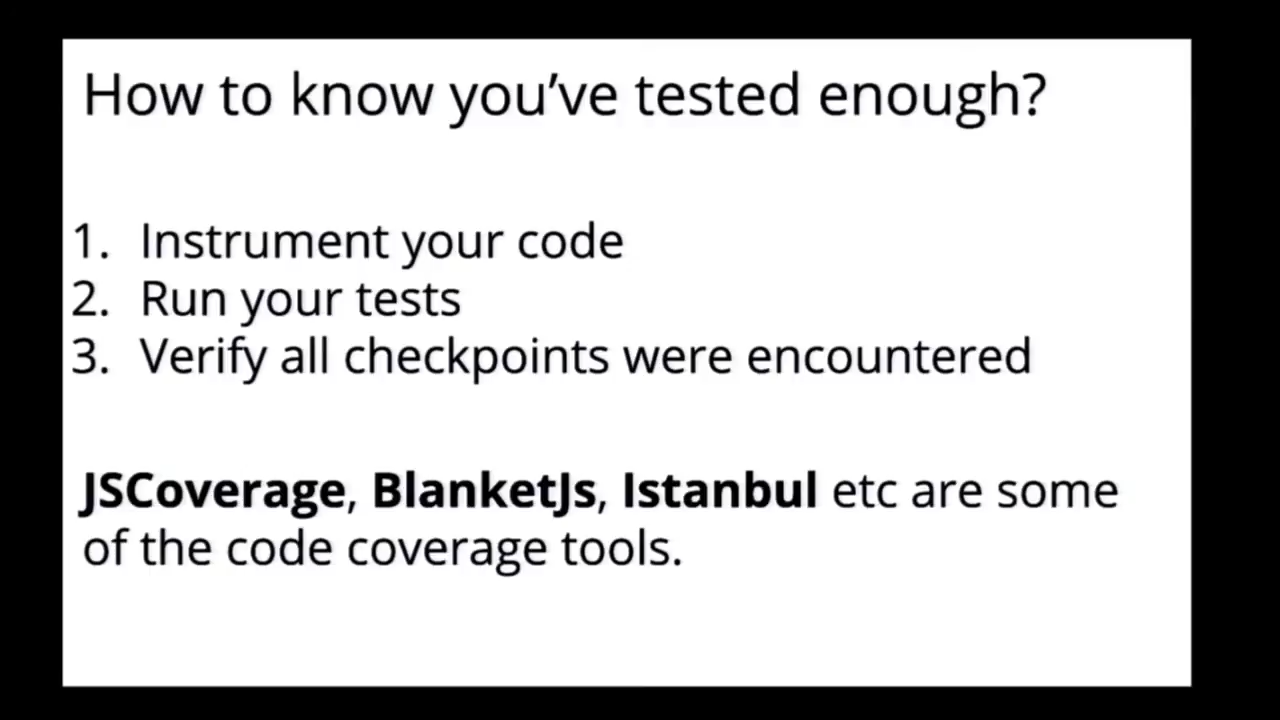 How to know you’ve tested enough?
1. Instrument your code
2. Run your tests
3. Verify all checkpoints were encountered
JSCoverage, BlanketJs, Istanbul etc are some
of the code coverage tools.